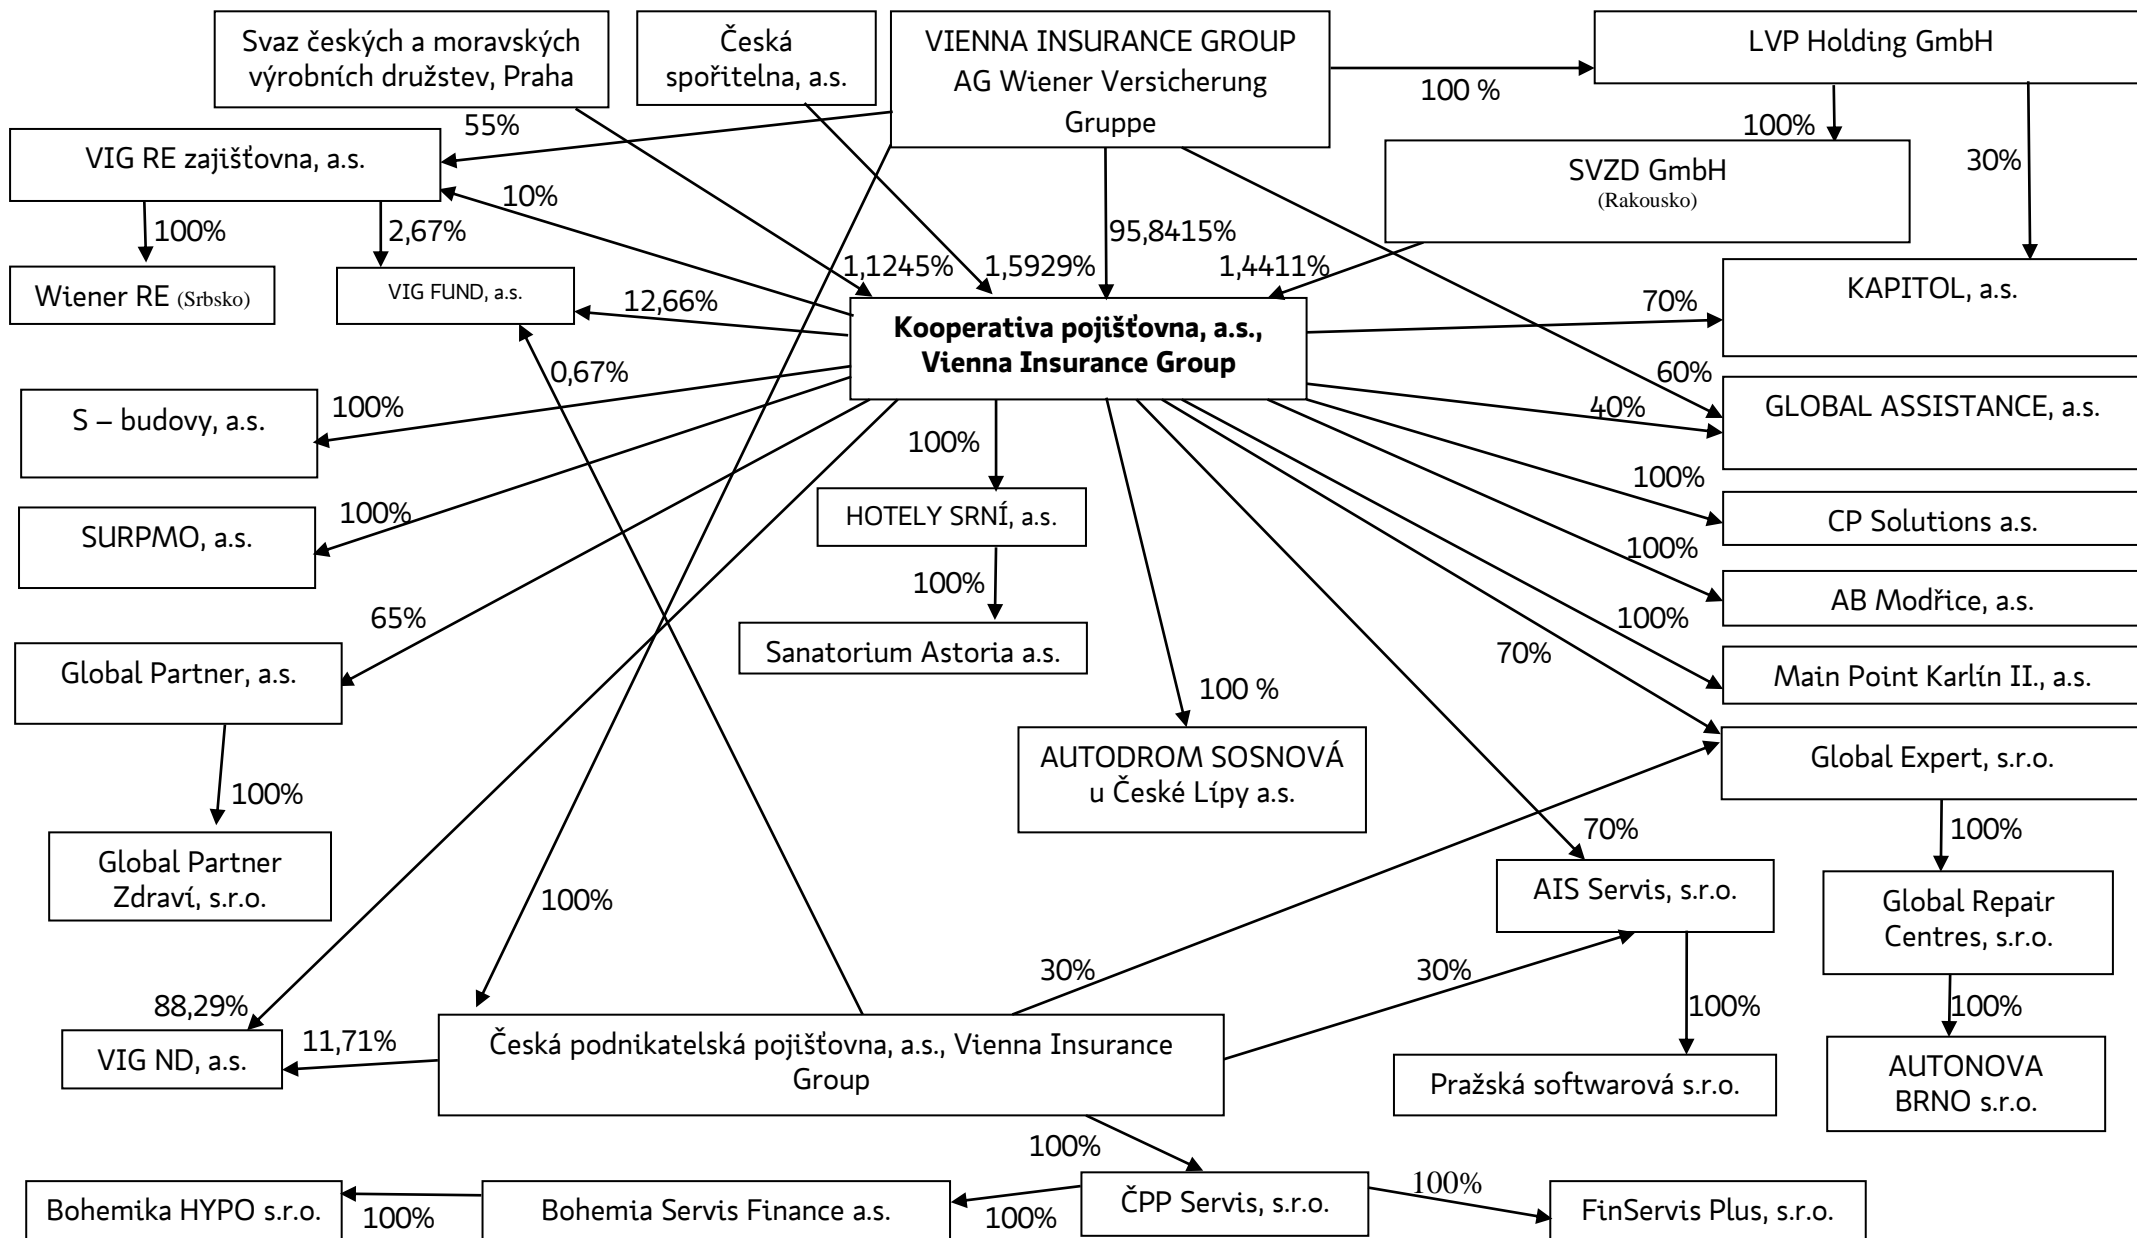 Svaz českých a moravských
výrobních družstev, Praha
Česká
spořitelna, a.s.
VIENNA INSURANCE GROUP
AG Wiener Versicherung
Gruppe
LVP Holding GmbH
100 %
55%
100%
VIG RE zajišťovna, a.s.
SVZD GmbH
(Rakousko)
30%
10%
100%
2,67%
95,8415%
1,1245%
1,5929%
1,4411%
Wiener RE (Srbsko)
VIG FUND, a.s.
12,66%
KAPITOL, a.s.
70%
Kooperativa pojišťovna, a.s.,
Vienna Insurance Group
0,67%
60%
S – budovy, a.s.
100%
40%
GLOBAL ASSISTANCE, a.s.
100%
100%
SURPMO, a.s.
100%
HOTELY SRNÍ, a.s.
CP Solutions a.s.
100%
100%
AB Modřice, a.s.
65%
100%
Sanatorium Astoria a.s.
70%
Global Partner, a.s.
Main Point Karlín II., a.s.
100 %
AUTODROM SOSNOVÁ
u České Lípy a.s.
Global Expert, s.r.o.
100%
70%
100%
Global Partner
Zdraví, s.r.o.
AIS Servis, s.r.o.
Global Repair
Centres, s.r.o.
100%
30%
30%
88,29%
100%
100%
VIG ND, a.s.
11,71%
Česká podnikatelská pojišťovna, a.s., Vienna Insurance
Group
Pražská softwarová s.r.o.
AUTONOVA
BRNO s.r.o.
100%
Bohemika HYPO s.r.o.
100%
Bohemia Servis Finance a.s.
100%
ČPP Servis, s.r.o.
100%
FinServis Plus, s.r.o.